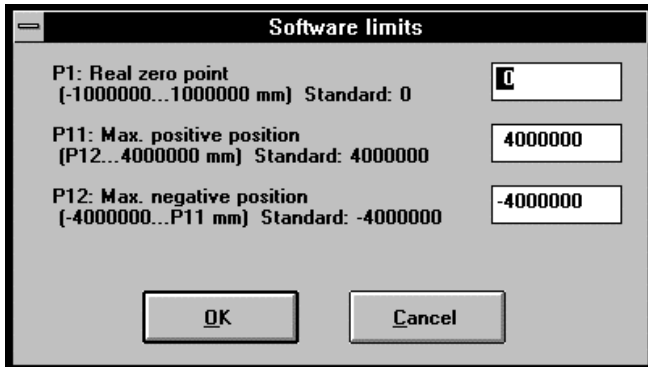 Software limits
P1: Real zero point
(-1000000...1000000 mm) Standard: 0
0
P11: Max. positive position
(P12...4000000 mm) Standard: 4000000
4000000
P12: Max. negative position
(-4000000...P11 mm) Standard: -4000000
-4000000
OK
Cancel